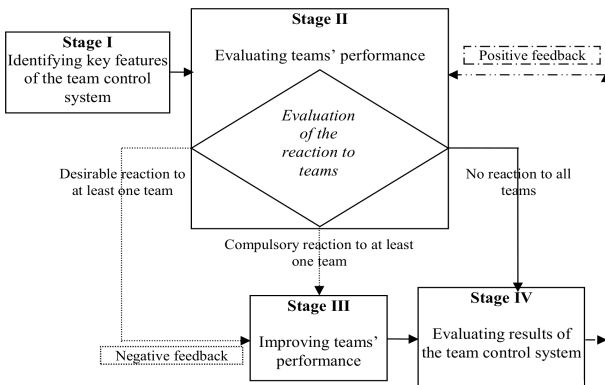 Stage I
Identifying key features
of the team control
system
Stage II
Evaluating teams’ performance
Positive feedback
Evaluation
of the
reaction to
teams
Desirable reaction to
at least one team
No reaction to all
teams
Compulsory reaction to at least
one team
Stage III
Improving teams’
performance
Stage IV
Evaluating results of
the team control system
Negative feedback